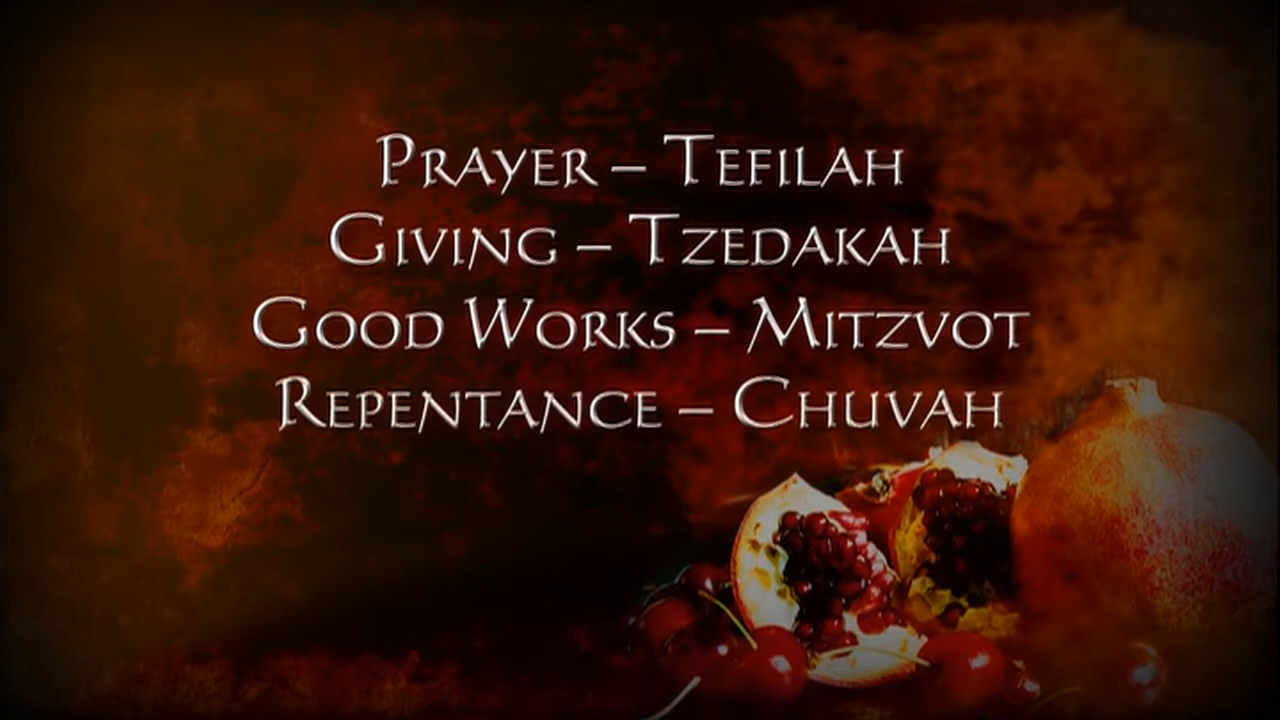 Prayer – Tefilah
Giving – Tzedakah
Good Works – Mitzvot
Repentance – Chuvah